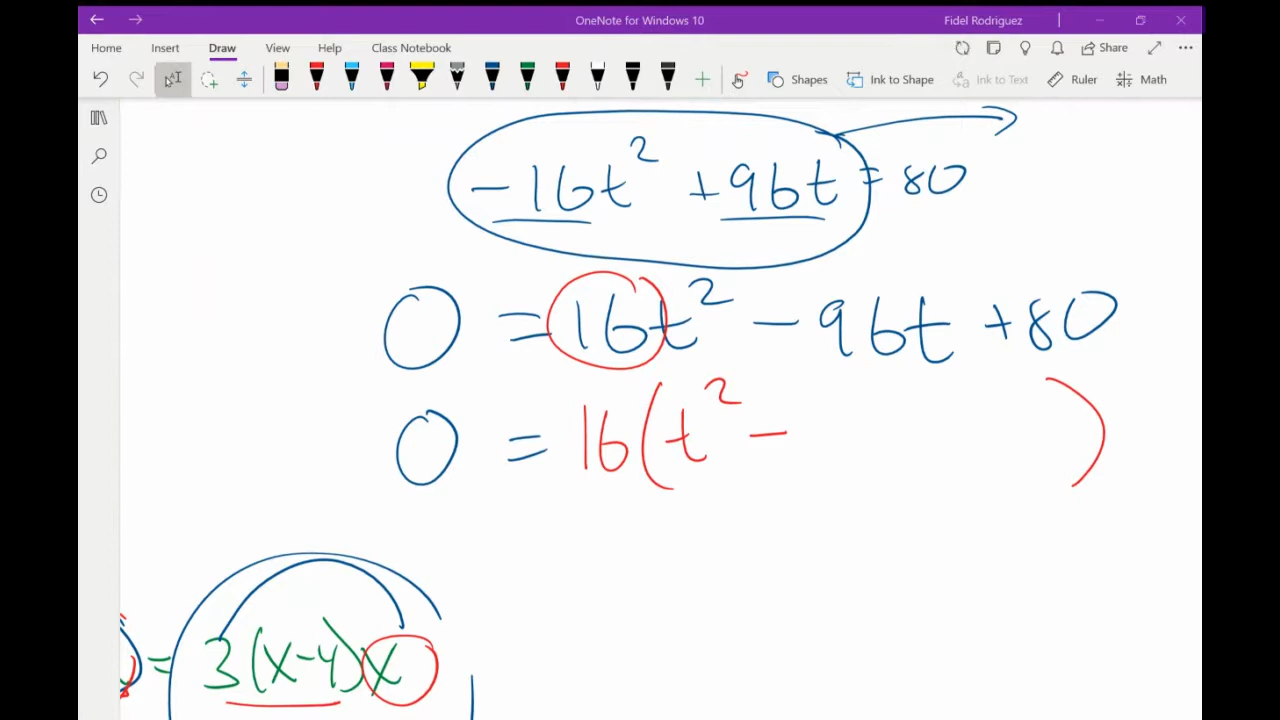 OneNote for Windows 10
Fidel Rodriguez
Home Insert Draw View Help Class Notebook Share
Shapes Ink to Shape Ink to Text Ruler Math
-16t² +96t = 80
0 = 16t² - 96t + 80
0 = 16(t² - )
= 3(x-4)x